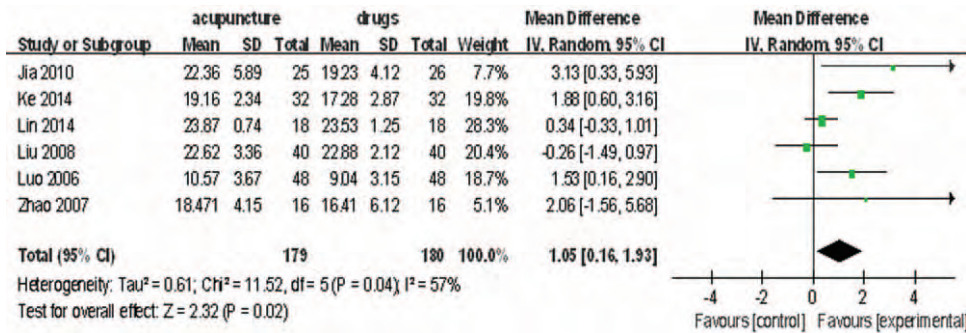 acupuncture drugs Mean Difference Mean Difference
Study or Subgroup Mean SD Total Mean SD Total Weight IV. Random, 95% CI IV. Random, 95% CI
Jia 2010 22.36 5.89 25 19.23 4.12 26 7.7% 3.13 [0.33, 5.93]
Ke 2014 19.16 2.34 32 17.28 2.87 32 19.8% 1.88 [0.60, 3.16]
Lin 2014 23.87 0.74 18 23.53 1.25 18 28.3% 0.34 [-0.33, 1.01]
Liu 2008 22.62 3.36 40 22.88 2.12 40 20.4% -0.26 [-1.49, 0.97]
Luo 2006 10.57 3.67 48 9.04 3.15 48 18.7% 1.53 [0.16, 2.90]
Zhao 2007 18.471 4.15 16 16.41 6.12 16 5.1% 2.06 [-1.56, 5.68]
Total (95% CI) 179 180 100.0% 1.05 [0.16, 1.93]
Heterogeneity: Tau² = 0.61; Chi² = 11.52, df = 5 (P = 0.04); I² = 57%
Test for overall effect: Z = 2.32 (P = 0.02)
-4 -2 0 2 4
Favours [control] Favours [experimental]